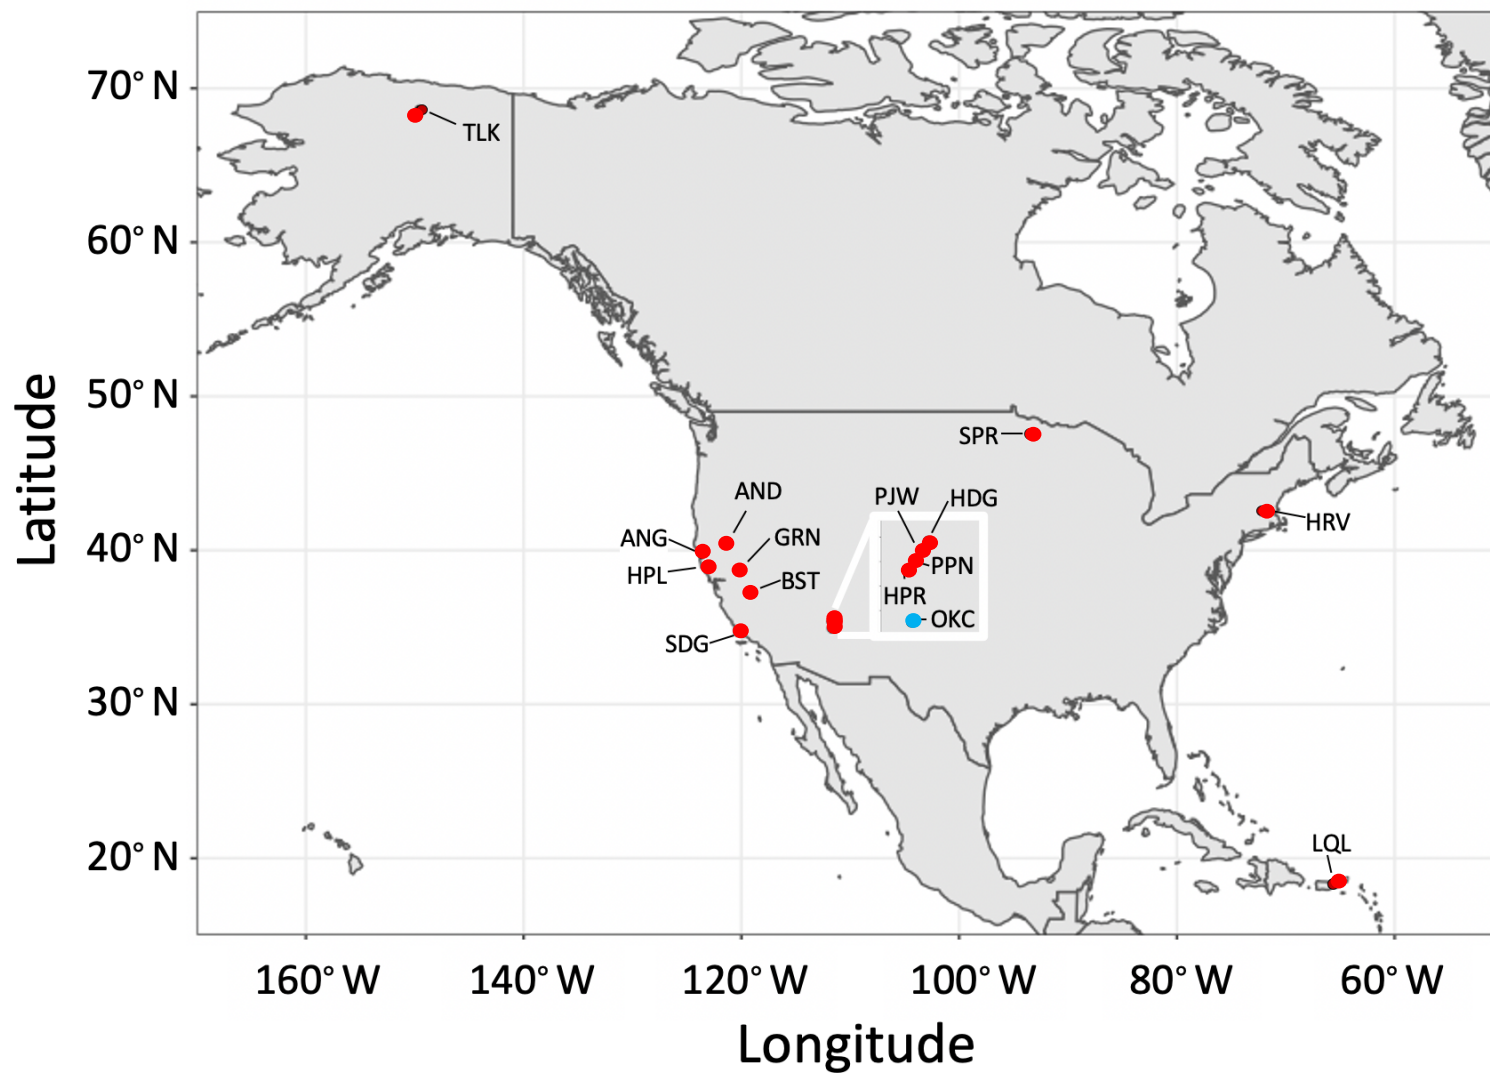 70° N
TLK
60° N
50° N
SPR
AND
PJW
HDG
ANG
GRN
HRV
40° N
HPL
BST
PPN
HPR
OKC
SDG
30° N
20° N
LQL
160° W
140° W
120° W
100° W
80° W
60° W
Latitude
Longitude